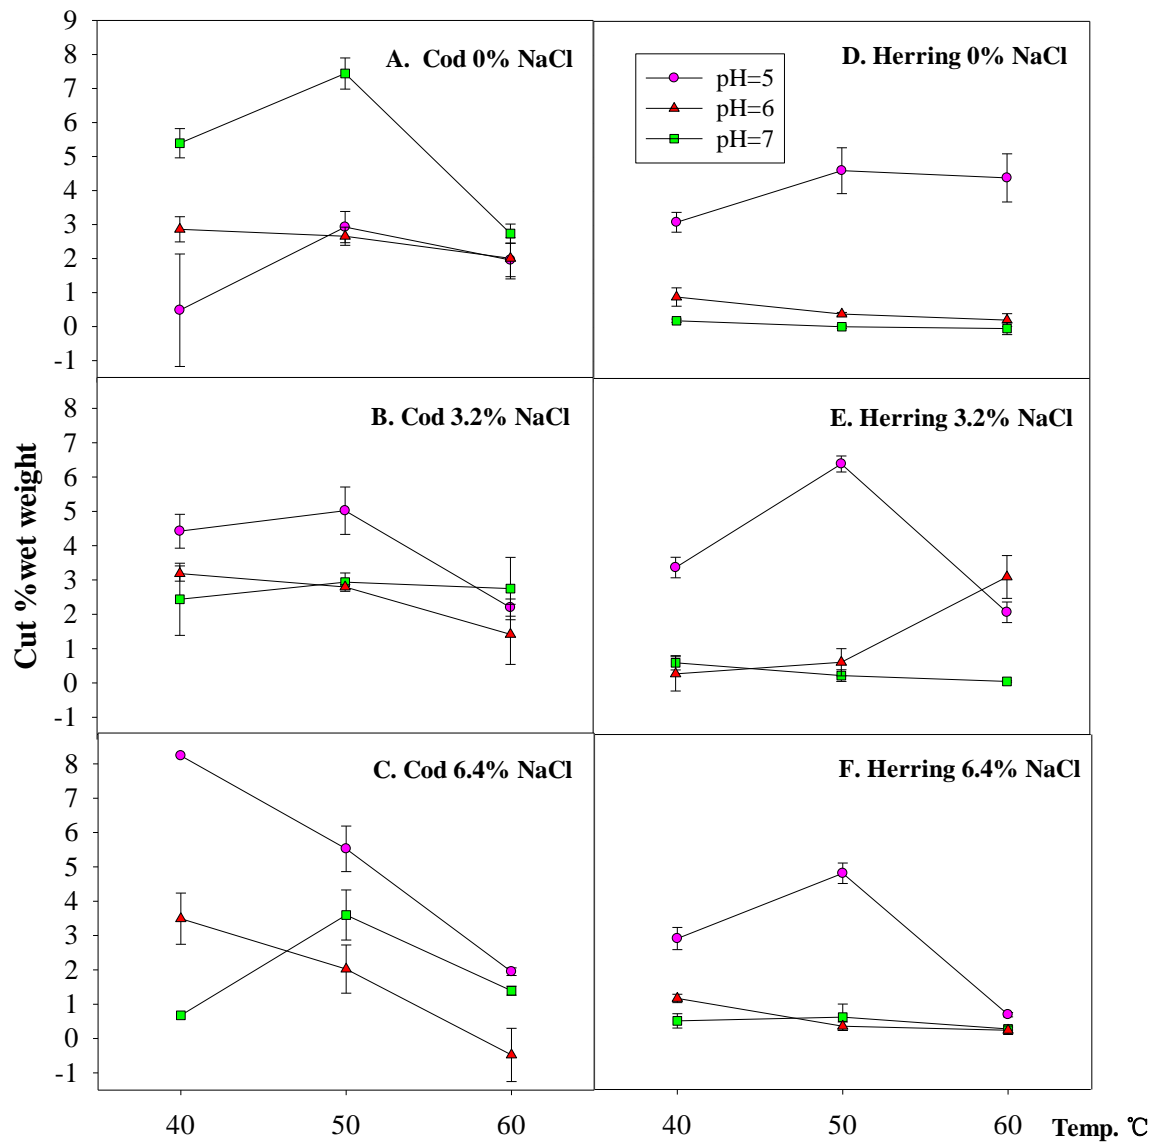 Cut %wet weight
9
8
7
6
5
4
3
2
1
0
-1
A. Cod 0% NaCl
D. Herring 0% NaCl
pH=5
pH=6
pH=7
8
7
6
5
4
3
2
1
0
-1
B. Cod 3.2% NaCl
E. Herring 3.2% NaCl
8
7
6
5
4
3
2
1
0
-1
C. Cod 6.4% NaCl
F. Herring 6.4% NaCl
40 50 60 40 50 60 Temp. ℃